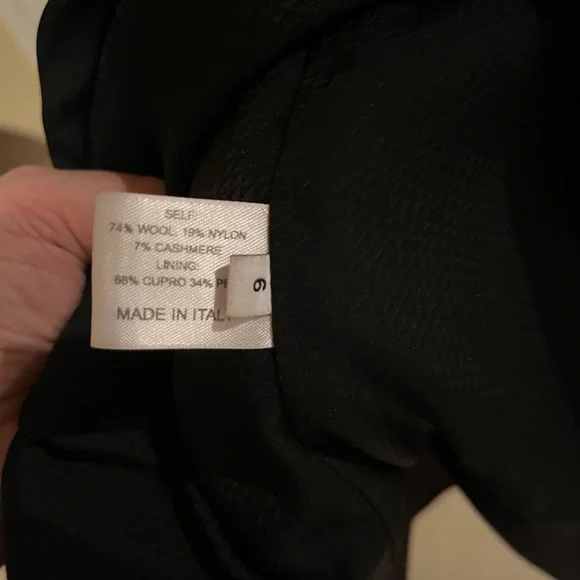 SELF:
74% WOOL, 19% NYLON
7% CASHMERE
LINING:
66% CUPRO 34%
MADE IN ITALY
6